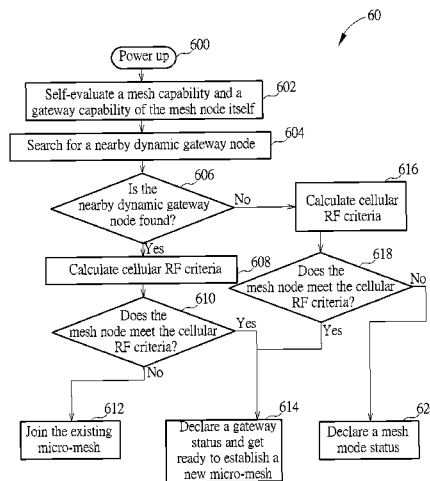 60
Power up
600
Self-evaluate a mesh capability and a
gateway capability of the mesh node itself
602
Search for a nearby dynamic gateway node
604
Is the
nearby dynamic gateway
node found?
606
No
Yes
Calculate cellular
RF criteria
616
Calculate cellular RF criteria
608
Does the
mesh node meet the cellular
RF criteria?
610
Yes
No
Does the
mesh node meet the cellular
RF criteria?
618
No
Yes
Join the existing
micro-mesh
612
Declare a gateway
status and get
ready to establish a
new micro-mesh
614
Declare a mesh
mode status
62